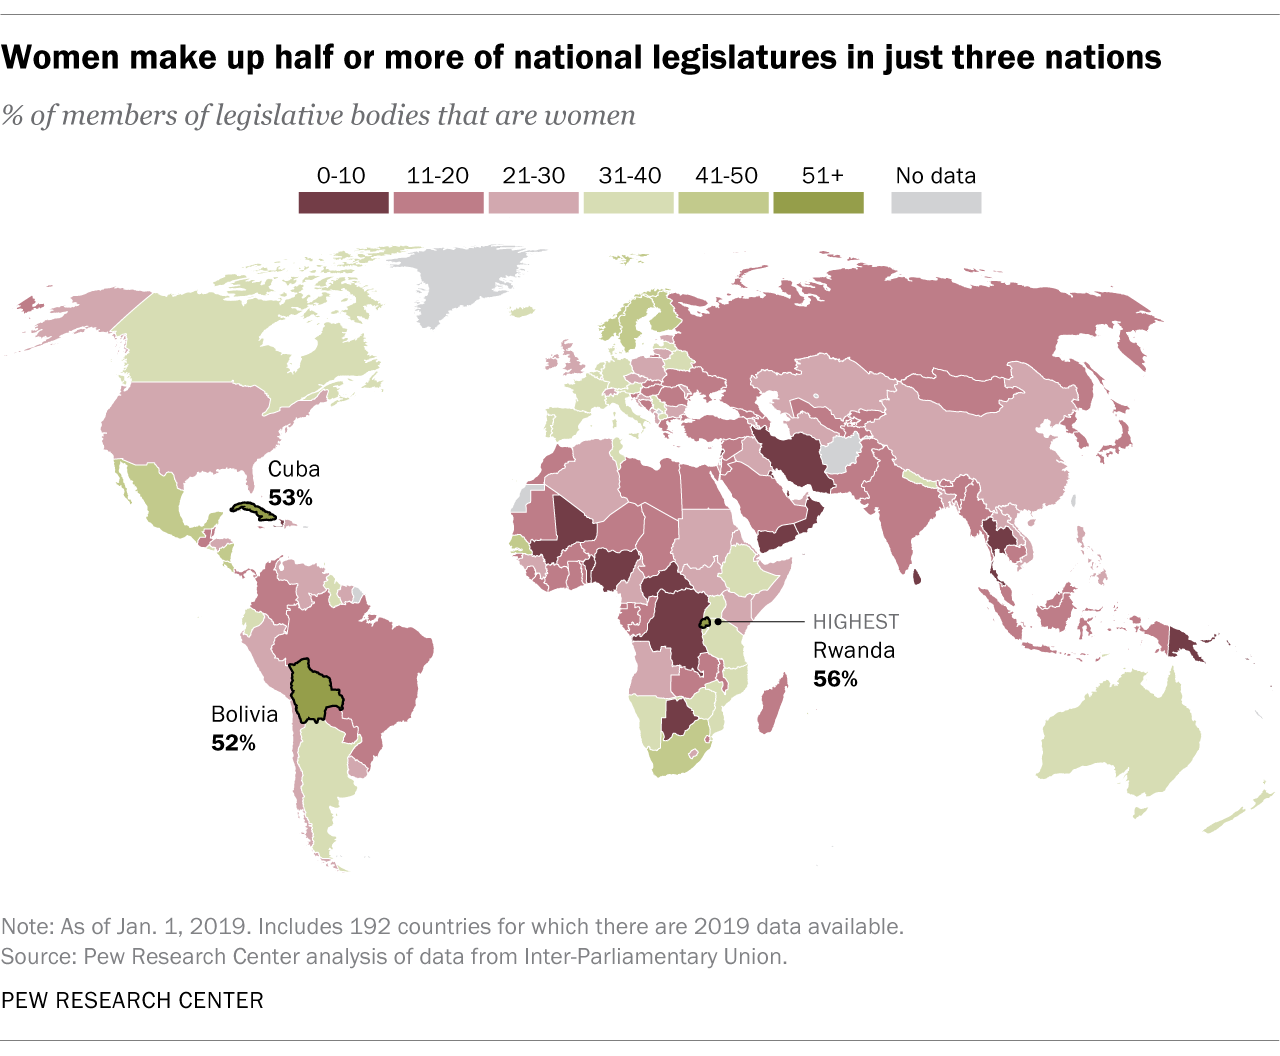 Women make up half or more of national legislatures in just three nations
% of members of legislative bodies that are women
0-10 11-20 21-30 31-40 41-50 51+ No data
Cuba
53%
HIGHEST
Rwanda
56%
Bolivia
52%
Note: As of Jan. 1, 2019. Includes 192 countries for which there are 2019 data available.
Source: Pew Research Center analysis of data from Inter-Parliamentary Union.
PEW RESEARCH CENTER